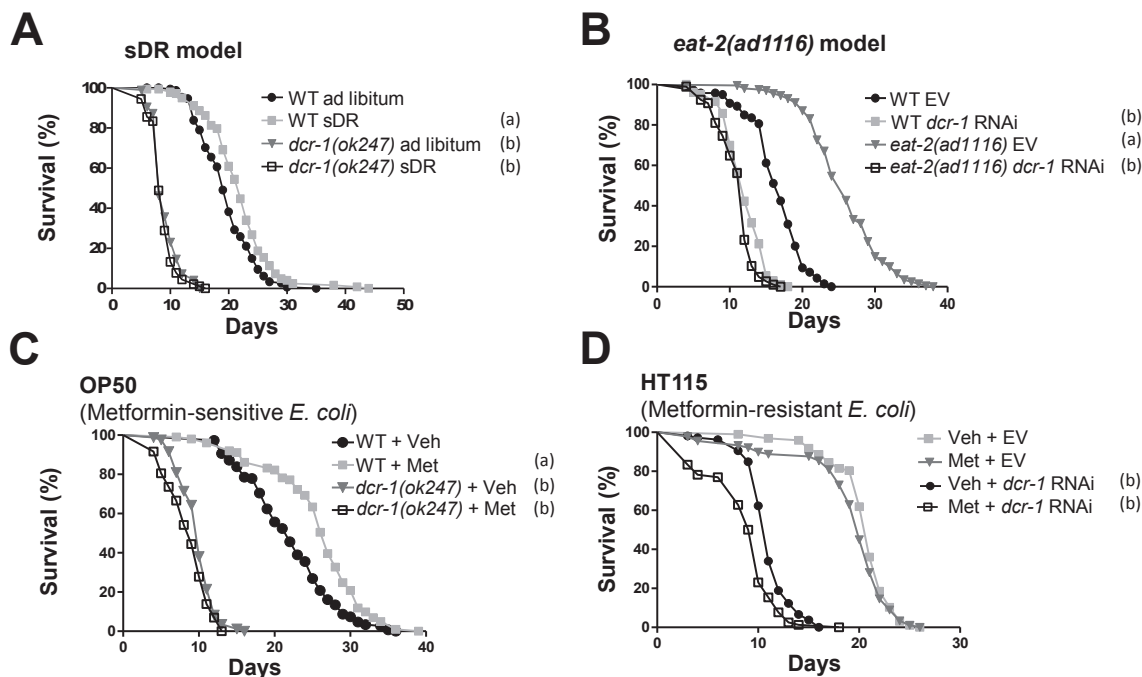 A
sDR model
Survival (%)
100
80
60
40
20
0
0 10 20 30 40 50
Days
WT ad libitum
WT sDR (a)
dcr-1(ok247) ad libitum (b)
dcr-1(ok247) sDR (b)
B
eat-2(ad1116) model
Survival (%)
100
80
60
40
20
0
0 10 20 30 40
Days
WT EV
WT dcr-1 RNAi (b)
eat-2(ad1116) EV (a)
eat-2(ad1116) dcr-1 RNAi (b)
C
OP50
(Metformin-sensitive E. coli)
Survival (%)
100
80
60
40
20
0
0 10 20 30 40
Days
WT + Veh
WT + Met (a)
dcr-1(ok247) + Veh (b)
dcr-1(ok247) + Met (b)
D
HT115
(Metformin-resistant E. coli)
Survival (%)
100
80
60
40
20
0
0 10 20 30
Days
Veh + EV
Met + EV
Veh + dcr-1 RNAi (b)
Met + dcr-1 RNAi (b)